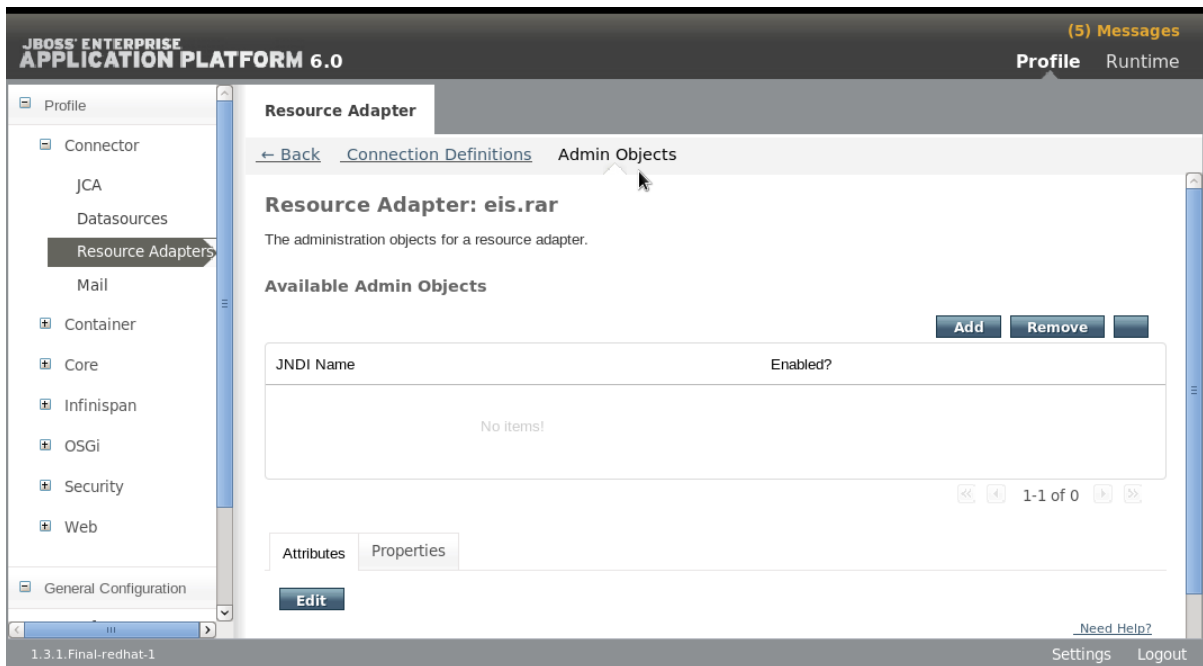 (5) Messages
JBOSS' ENTERPRISE
APPLICATION PLATFORM 6.0
Profile Runtime
Profile
Connector
JCA
Datasources
Resource Adapters
Mail
Container
Core
Infinispan
OSGi
Security
Web
General Configuration
Resource Adapter
← Back Connection Definitions Admin Objects
Resource Adapter: eis.rar
The administration objects for a resource adapter.
Available Admin Objects
Add Remove
JNDI Name Enabled?
No items!
1-1 of 0
Attributes Properties
Edit
Need Help?
1.3.1.Final-redhat-1
Settings Logout